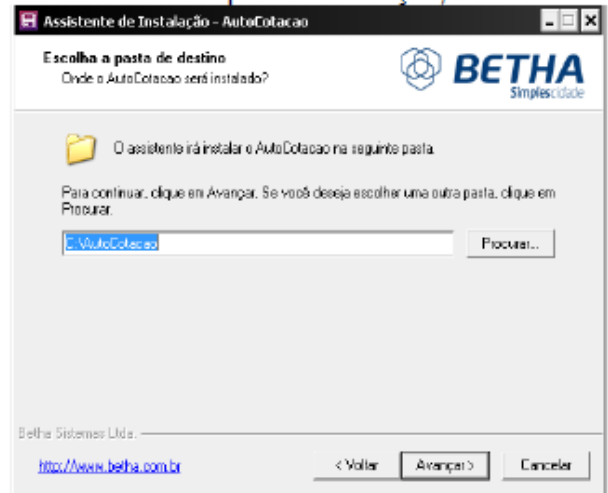 Assistente de Instalação - AutoCotacao
Escolha a pasta de destino
Onde o AutoCotacao será instalado?
BETHA
Simplescidade
O assistente irá instalar o AutoCotacao na seguinte pasta.
Para continuar, clique em Avançar. Se você deseja escolher uma outra pasta, clique em
Procurar.
C:\AutoCotacao
Procurar...
Betha Sistemas Ltda.
http://www.betha.com.br
< Voltar
Avançar >
Cancelar